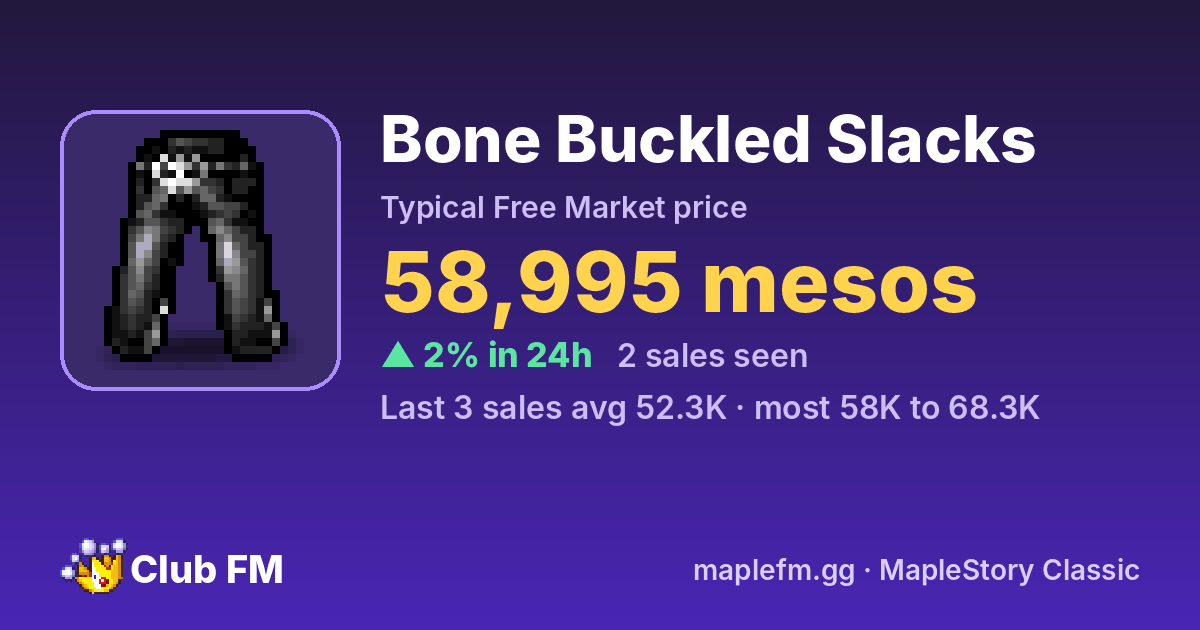 Bone Buckled Slacks
Typical Free Market price
58,995 mesos
▲ 2% in 24h 2 sales seen
Last 3 sales avg 52.3K · most 58K to 68.3K
Club FM
maplefm.gg · MapleStory Classic